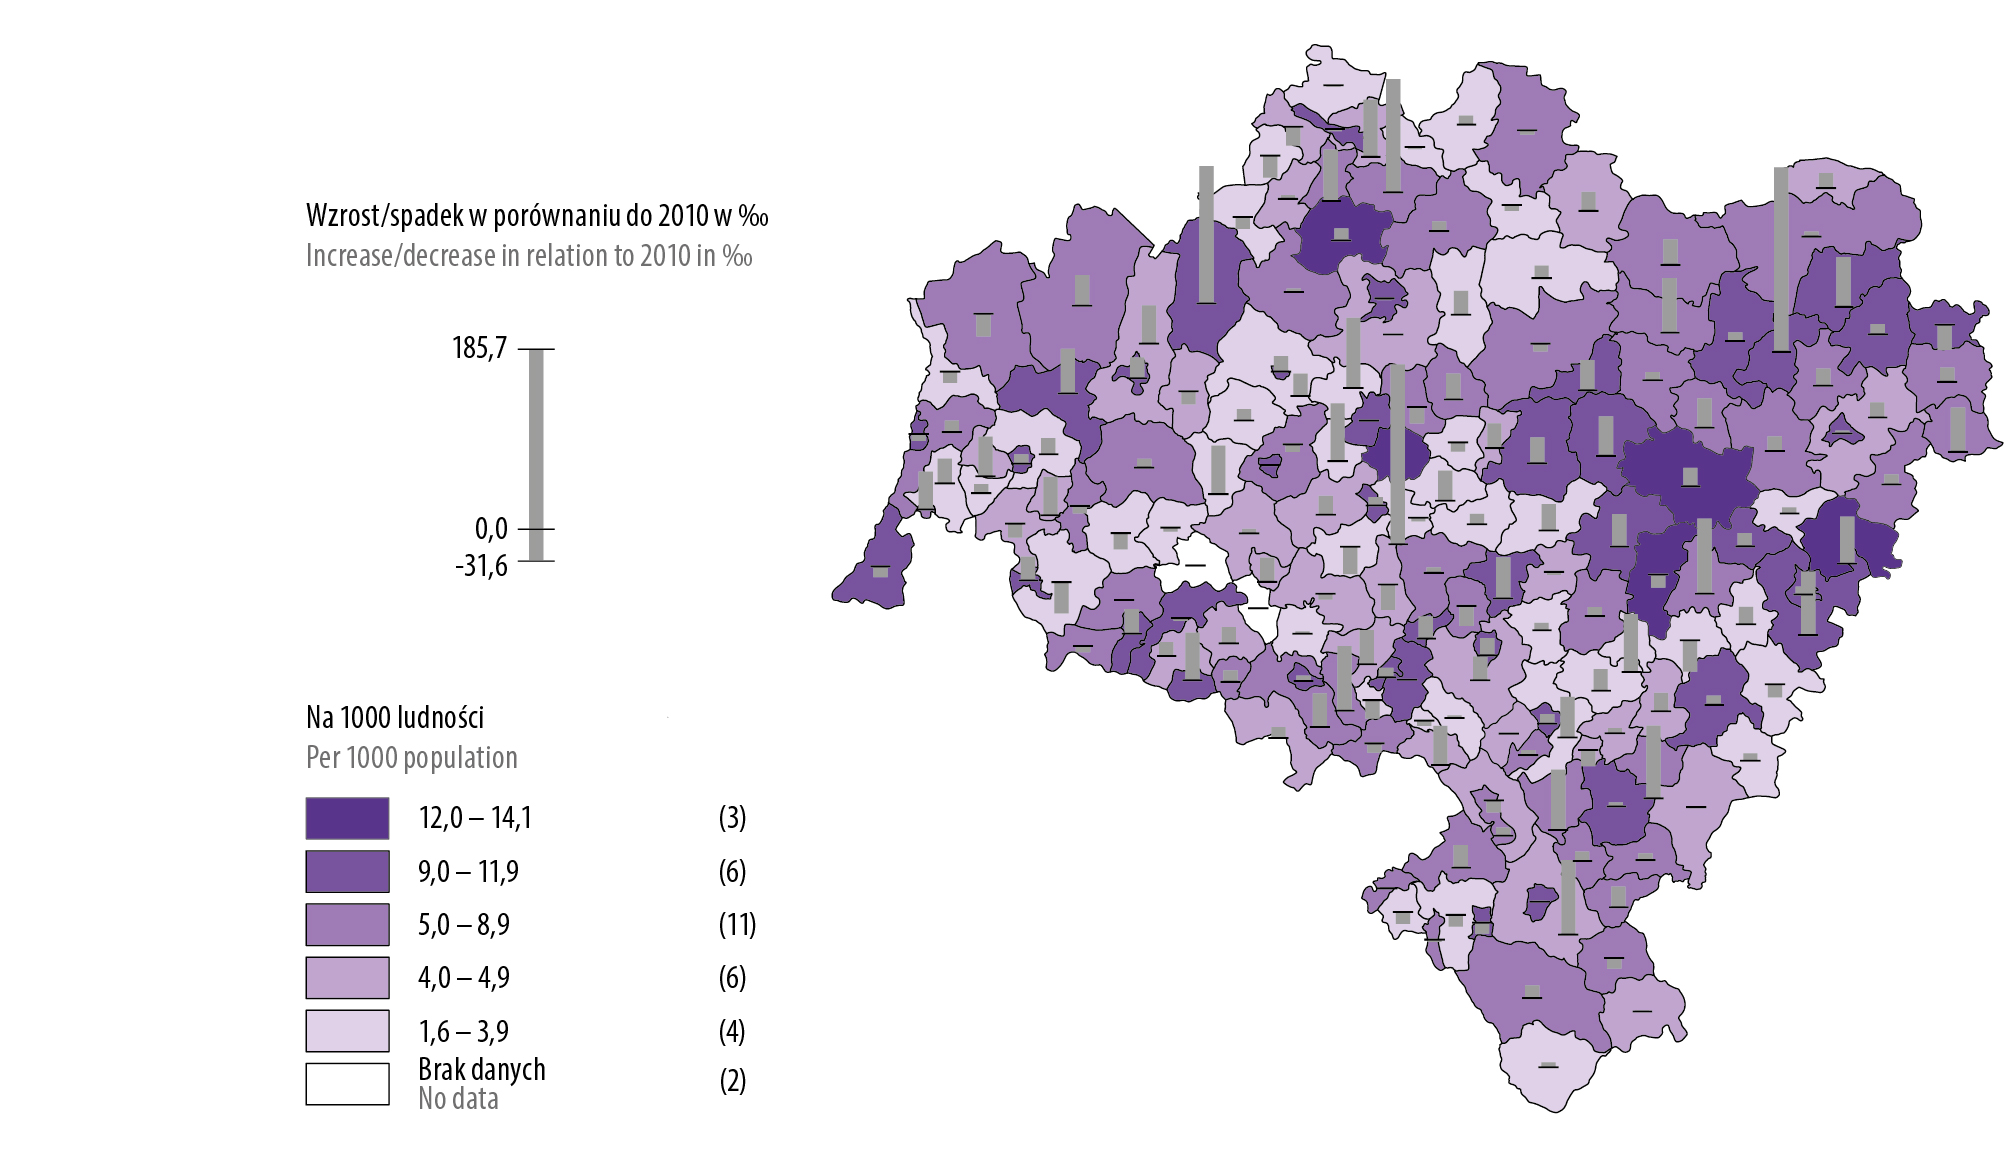 Wzrost/spadek w porównaniu do 2010 w ‰
Increase/decrease in relation to 2010 in ‰
185,7
0,0
-31,6
Na 1000 ludności
Per 1000 population
12,0 – 14,1 (3)
9,0 – 11,9 (6)
5,0 – 8,9 (11)
4,0 – 4,9 (6)
1,6 – 3,9 (4)
Brak danych (2)
No data